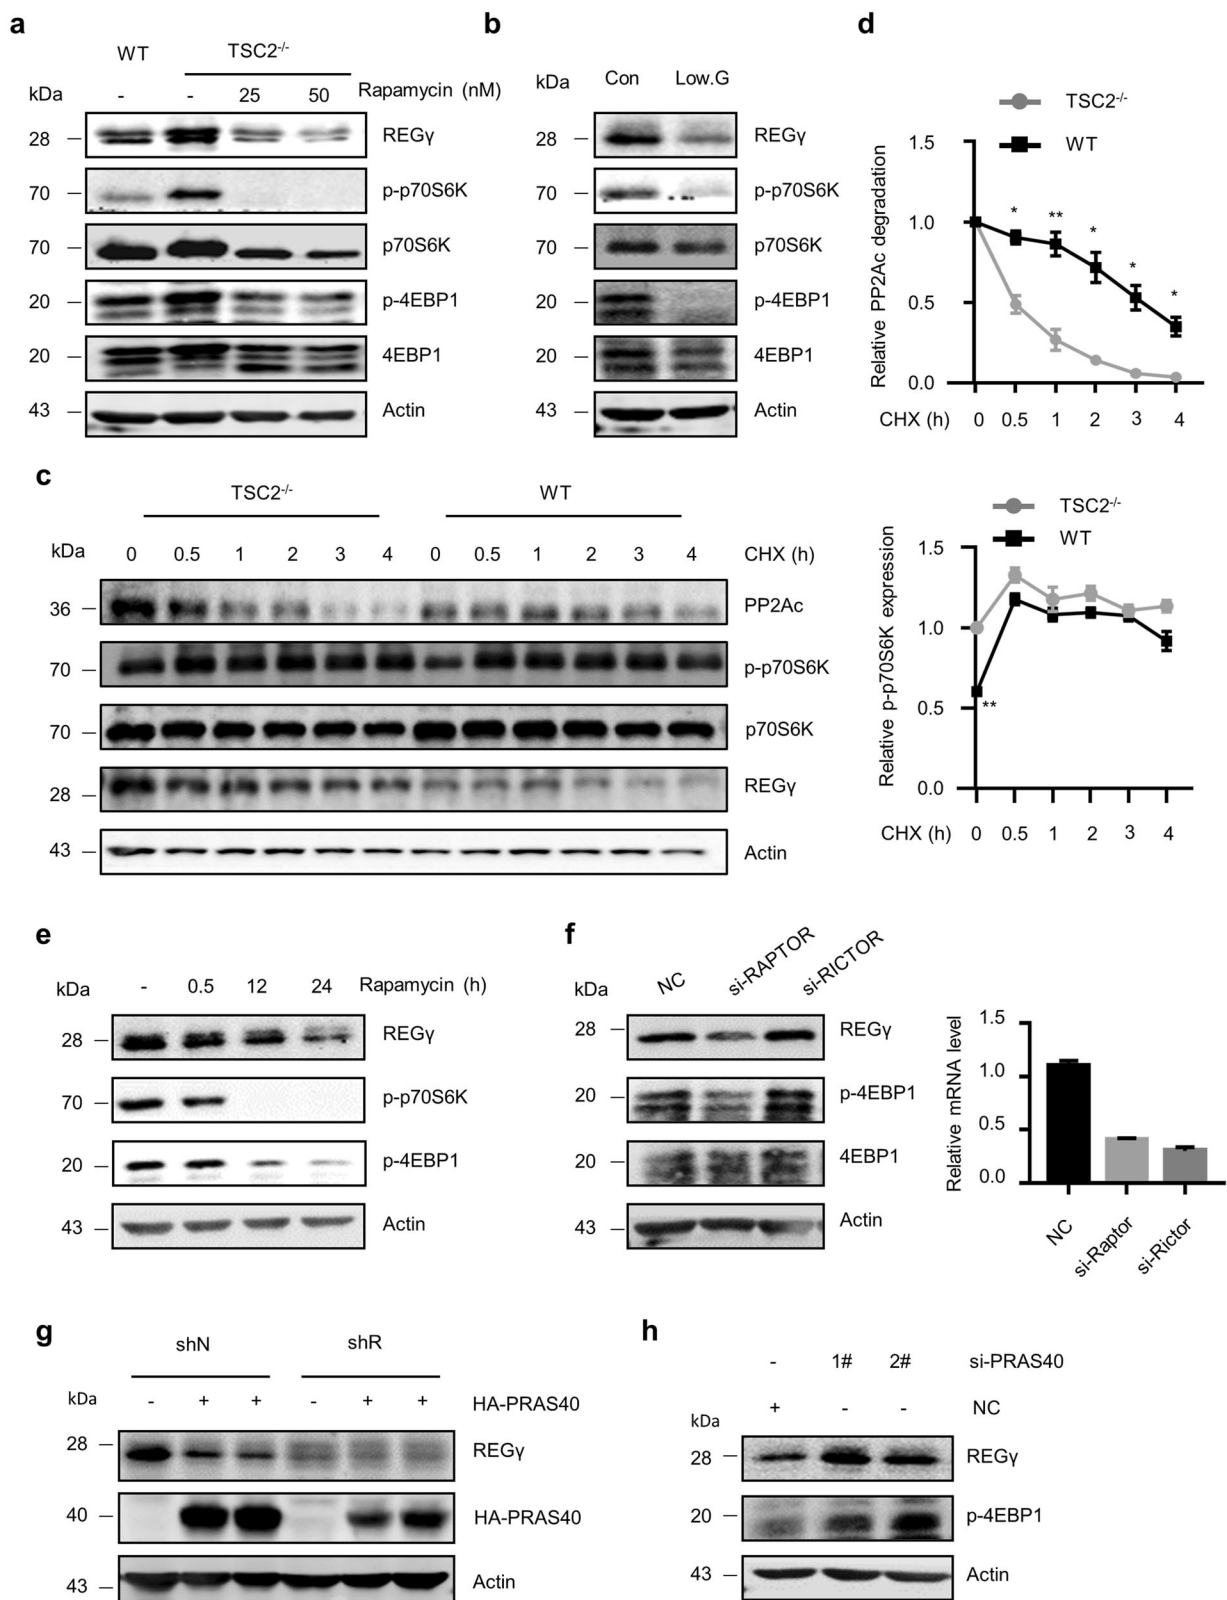 a
WT TSC2-/-
kDa - - 25 50 Rapamycin (nM)
28 REGγ
70 p-p70S6K
70 p70S6K
20 p-4EBP1
20 4EBP1
43 Actin
b
kDa Con Low.G
28 REGγ
70 p-p70S6K
70 p70S6K
20 p-4EBP1
20 4EBP1
43 Actin
c
TSC2-/- WT
kDa 0 0.5 1 2 3 4 0 0.5 1 2 3 4 CHX (h)
36 PP2Ac
70 p-p70S6K
70 p70S6K
28 REGγ
43 Actin
d
TSC2-/-
WT
Relative PP2Ac degradation
1.5
1.0
0.5
0.0
* ** * * *
CHX (h) 0 0.5 1 2 3 4
TSC2-/-
WT
Relative p-p70S6K expression
1.5
1.0
0.5
0.0
**
CHX (h) 0 0.5 1 2 3 4
e
kDa - 0.5 12 24 Rapamycin (h)
28 REGγ
70 p-p70S6K
20 p-4EBP1
43 Actin
f
kDa NC si-RAPTOR si-RICTOR
28 REGγ
20 p-4EBP1
20 4EBP1
43 Actin
Relative mRNA level
1.5
1.0
0.5
0.0
NC si-Raptor si-Rictor
g
shN shR
kDa - + + - + + HA-PRAS40
28 REGγ
40 HA-PRAS40
43 Actin
h
- 1# 2# si-PRAS40
+ - - NC
kDa
28 REGγ
20 p-4EBP1
43 Actin